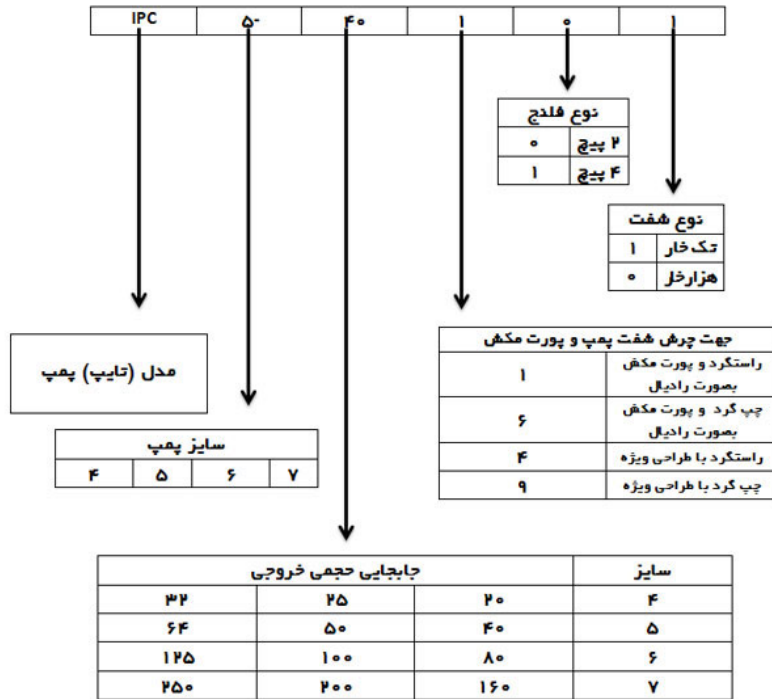 IPC ۵- ۴۰ ۱ ۰ ۱
نوع فلنج
۲ پیچ ۰
۴ پیچ ۱
نوع شفت
تک خار ۱
هزارخار ۰
مدل (تایپ) پمپ
جهت چرش شفت پمپ و پورت مکش
راستگرد و پورت مکش
بصورت رادیال
۱
چپ گرد و پورت مکش
بصورت رادیال
۶
راستگرد با طراحی ویژه ۴
چپ گرد با طراحی ویژه ۹
سایز پمپ
۴ ۵ ۶ ۷
سایز جابجایی حجمی خروجی
۴ ۲۰ ۲۵ ۳۲
۵ ۴۰ ۵۰ ۶۴
۶ ۸۰ ۱۰۰ ۱۲۵
۷ ۱۶۰ ۲۰۰ ۲۵۰